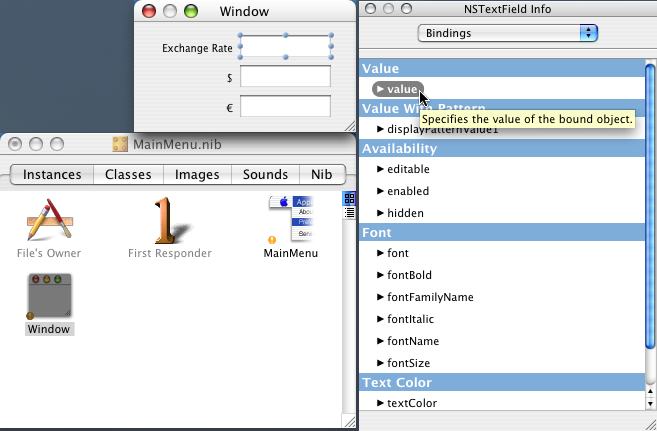 Window
Exchange Rate
$
€
MainMenu.nib
Instances
Classes
Images
Sounds
Nib
File's Owner
First Responder
MainMenu
Window
NSTextField Info
Bindings
Value
value
Value With Pattern
Specifies the value of the bound object.
displayPatternValue1
Availability
editable
enabled
hidden
Font
font
fontBold
fontFamilyName
fontItalic
fontName
fontSize
Text Color
textColor